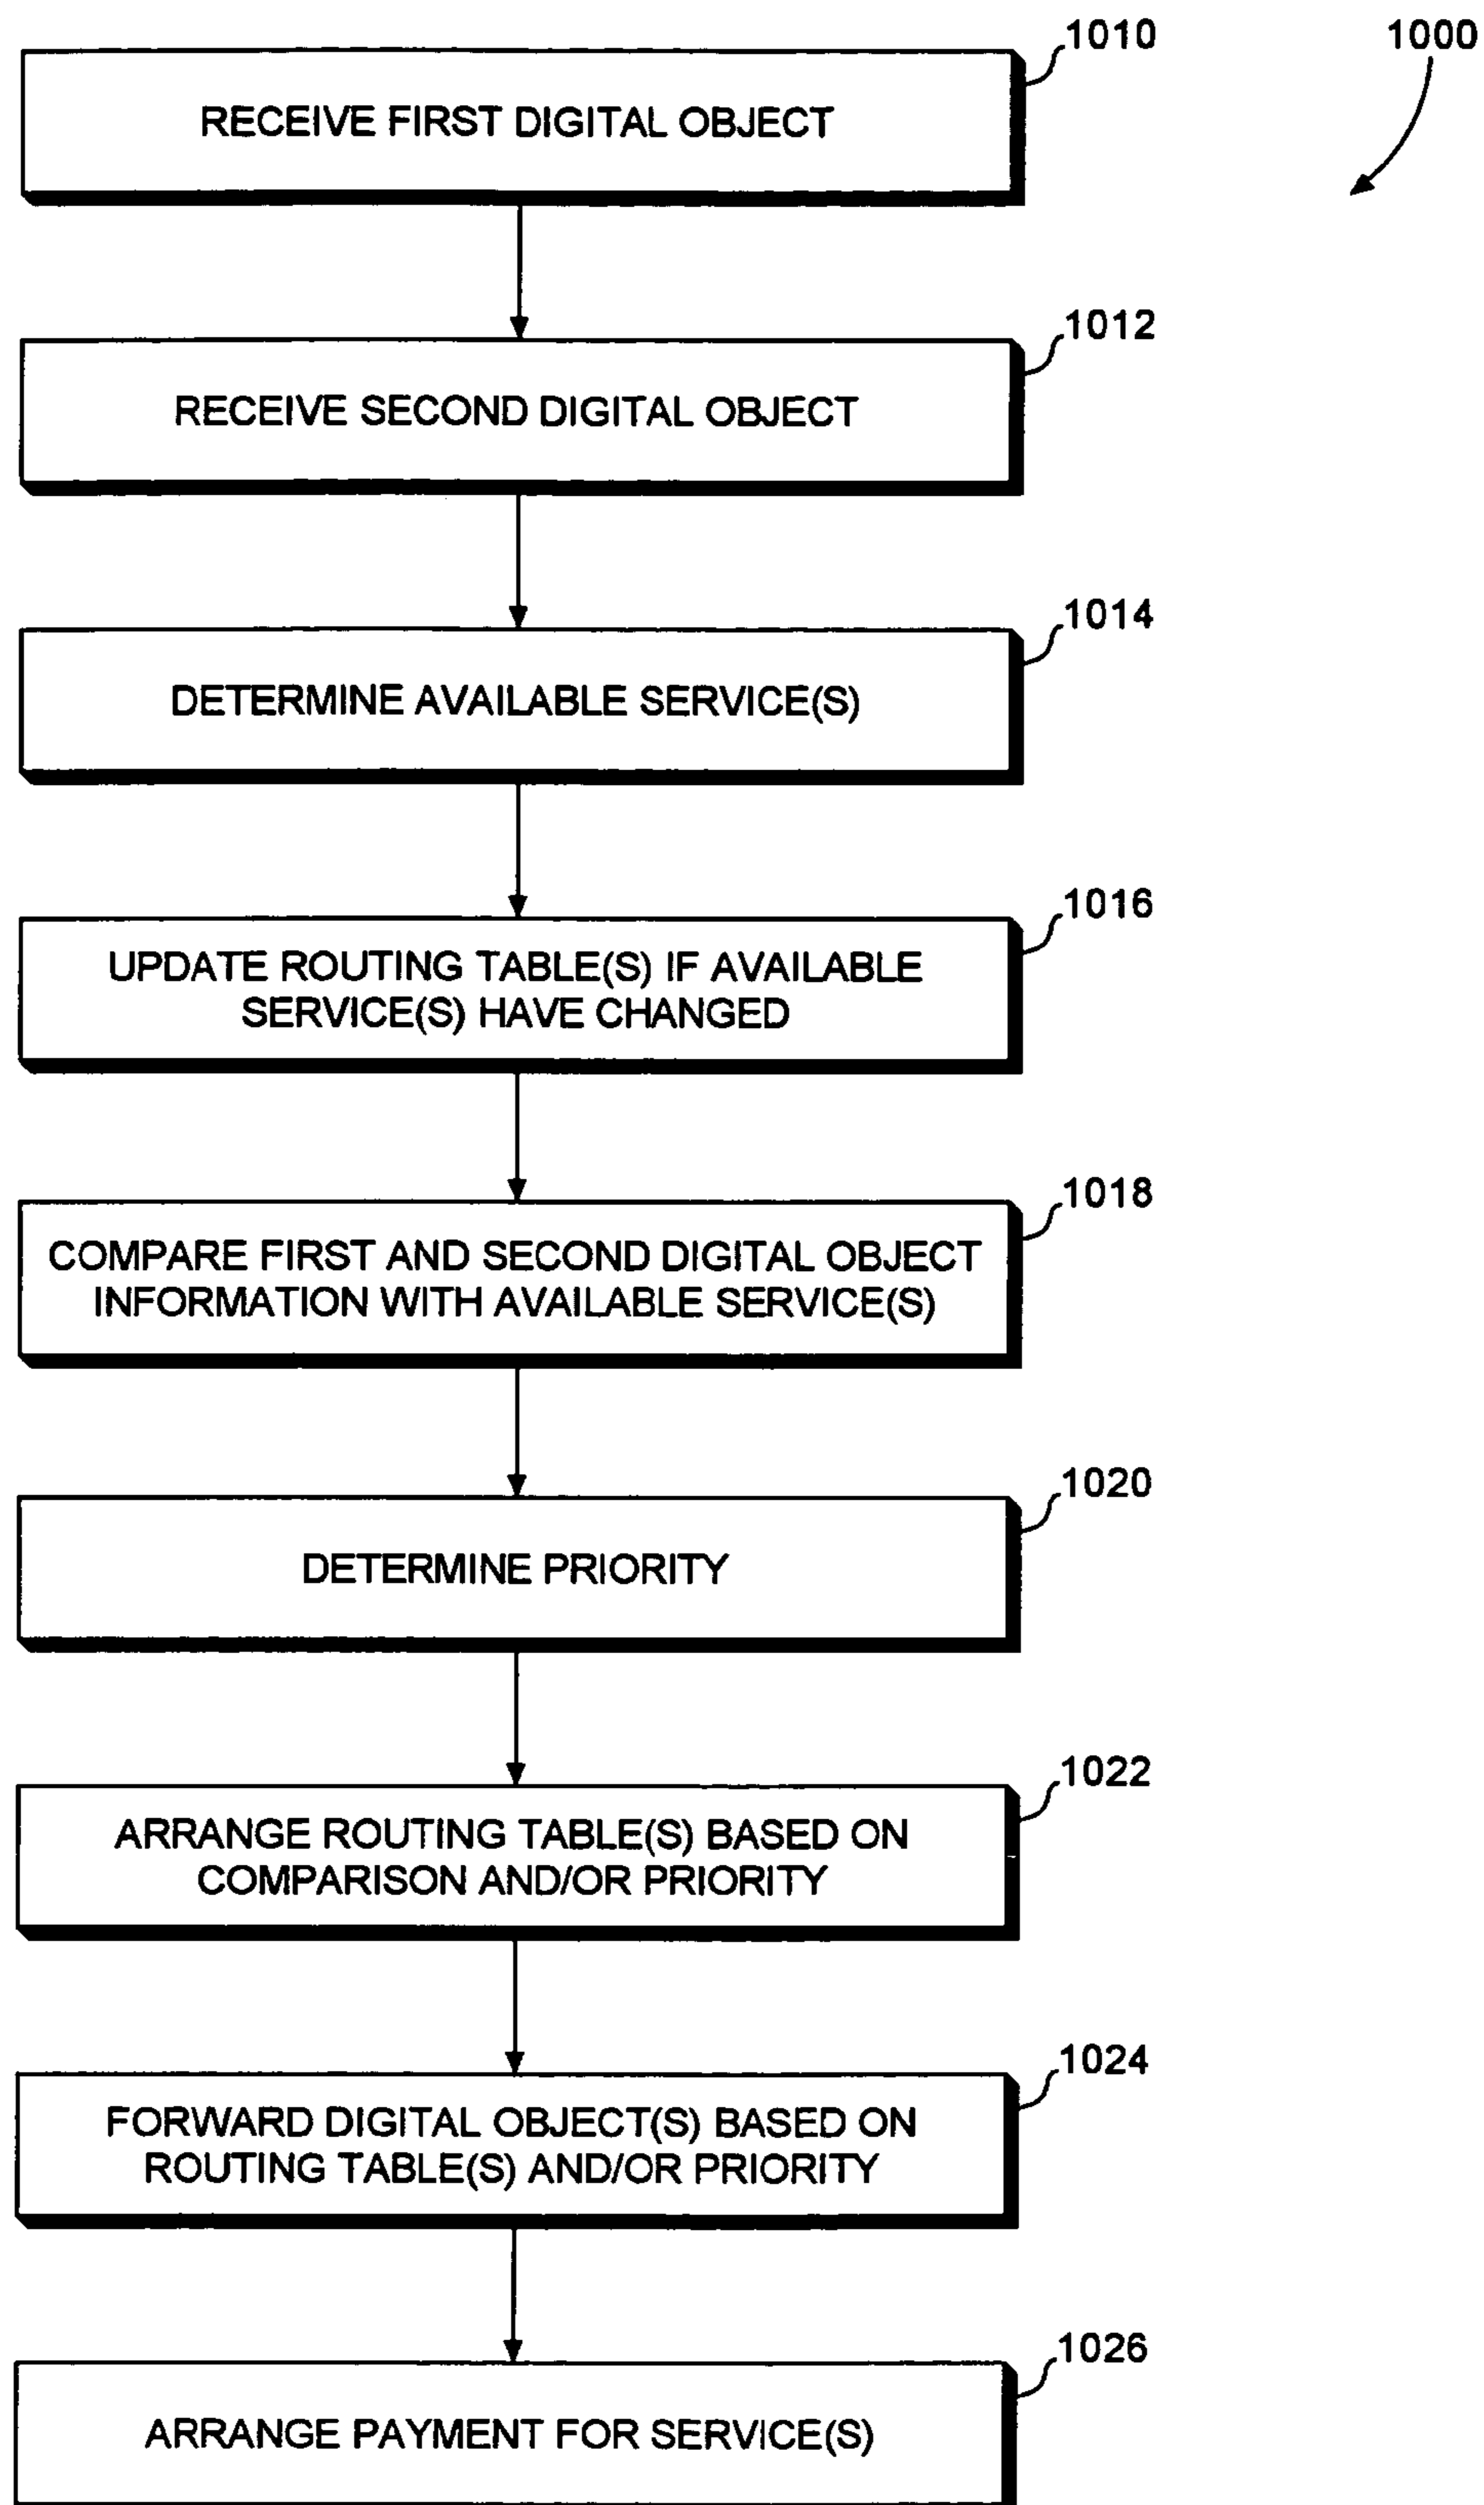 1010
1000
RECEIVE FIRST DIGITAL OBJECT
1012
RECEIVE SECOND DIGITAL OBJECT
1014
DETERMINE AVAILABLE SERVICE(S)
1016
UPDATE ROUTING TABLE(S) IF AVAILABLE
SERVICE(S) HAVE CHANGED
1018
COMPARE FIRST AND SECOND DIGITAL OBJECT
INFORMATION WITH AVAILABLE SERVICE(S)
1020
DETERMINE PRIORITY
1022
ARRANGE ROUTING TABLE(S) BASED ON
COMPARISON AND/OR PRIORITY
1024
FORWARD DIGITAL OBJECT(S) BASED ON
ROUTING TABLE(S) AND/OR PRIORITY
1026
ARRANGE PAYMENT FOR SERVICE(S)